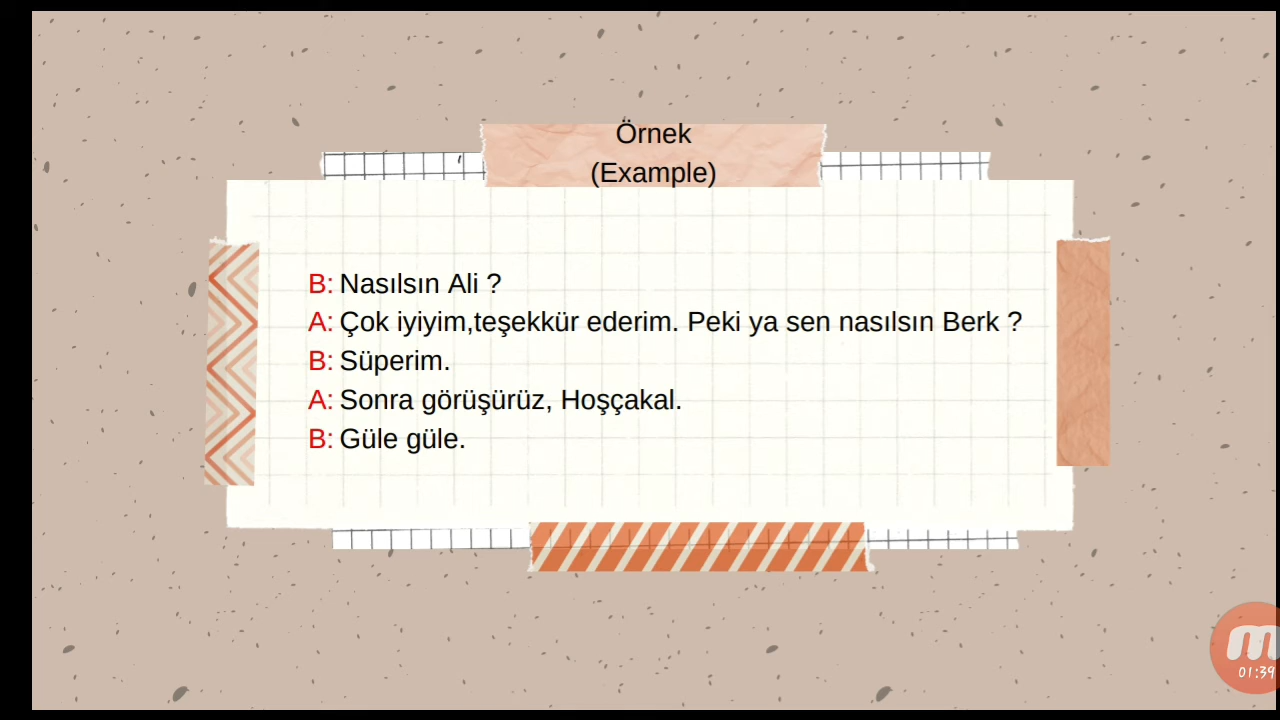 Örnek
(Example)
B: Nasılsın Ali ?
A: Çok iyiyim,teşekkür ederim. Peki ya sen nasılsın Berk ?
B: Süperim.
A: Sonra görüşürüz, Hoşçakal.
B: Güle güle.
01:39